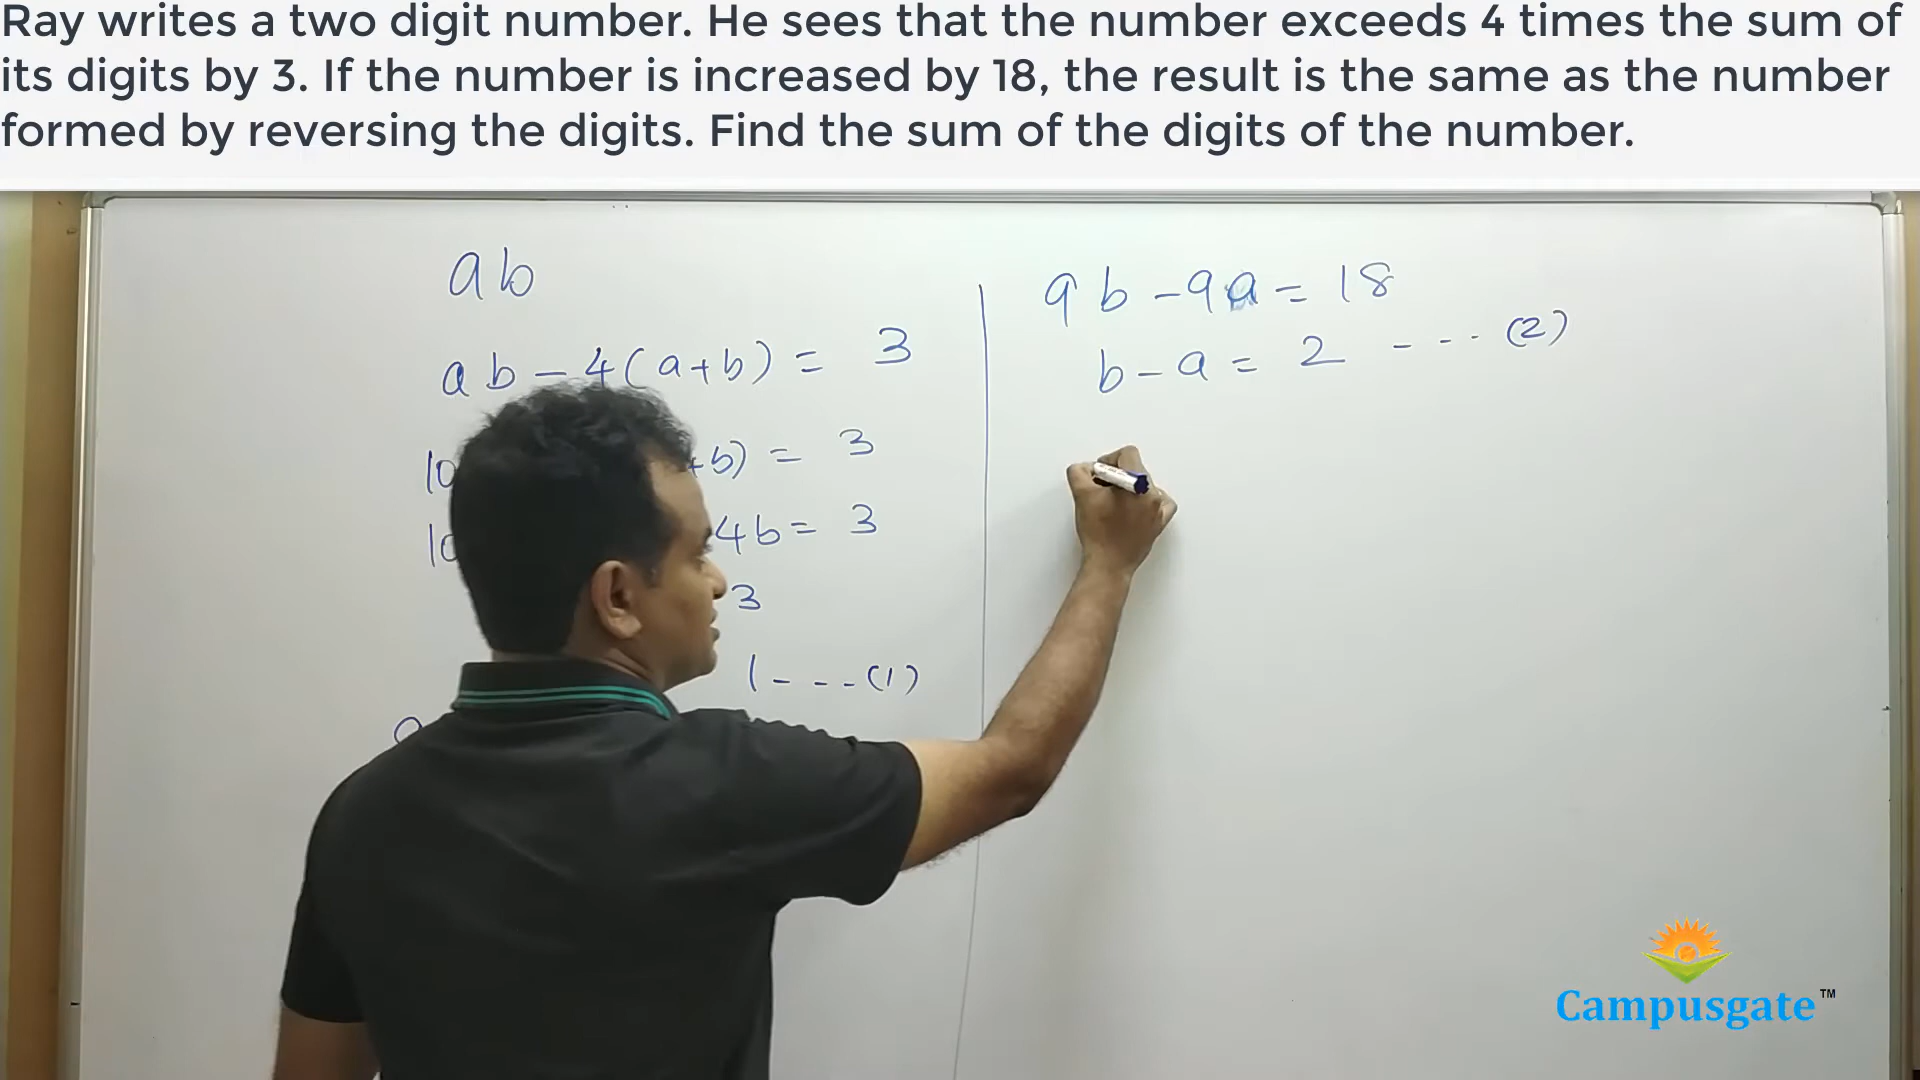 Ray writes a two digit number. He sees that the number exceeds 4 times the sum of
its digits by 3. If the number is increased by 18, the result is the same as the number
formed by reversing the digits. Find the sum of the digits of the number.
ab
ab - 4(a+b) = 3
10 +b) = 3
10 4b = 3
3
1 --- (1)
9b - 9a = 18
b - a = 2 --- (2)
Campusgate™